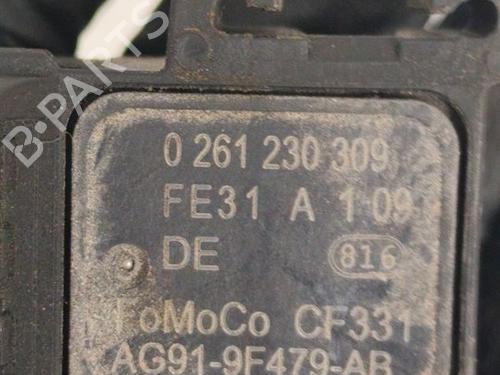 0 261 230 309
FE31 A 1 09
DE 816
FoMoCo CF331
AG91-9F479-AB
B-PARTS